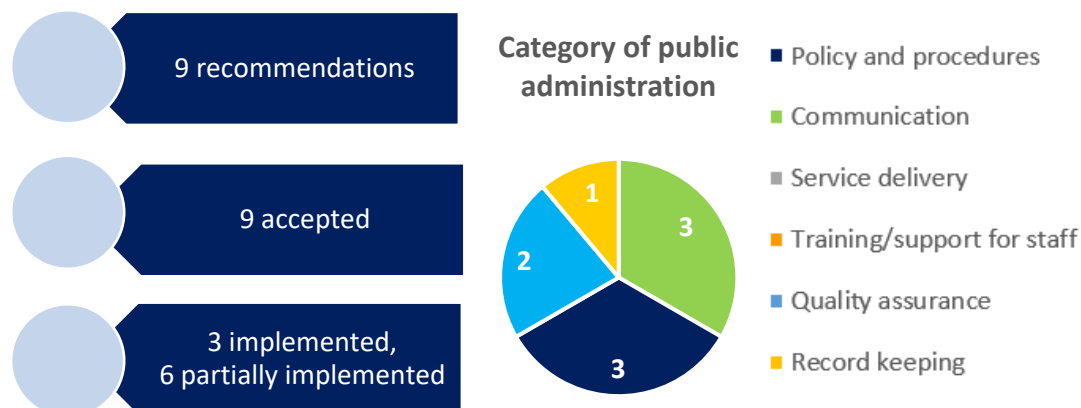 9 recommendations
9 accepted
3 implemented,
6 partially implemented
Category of public
administration
3
3
2
1
Policy and procedures
Communication
Service delivery
Training/support for staff
Quality assurance
Record keeping